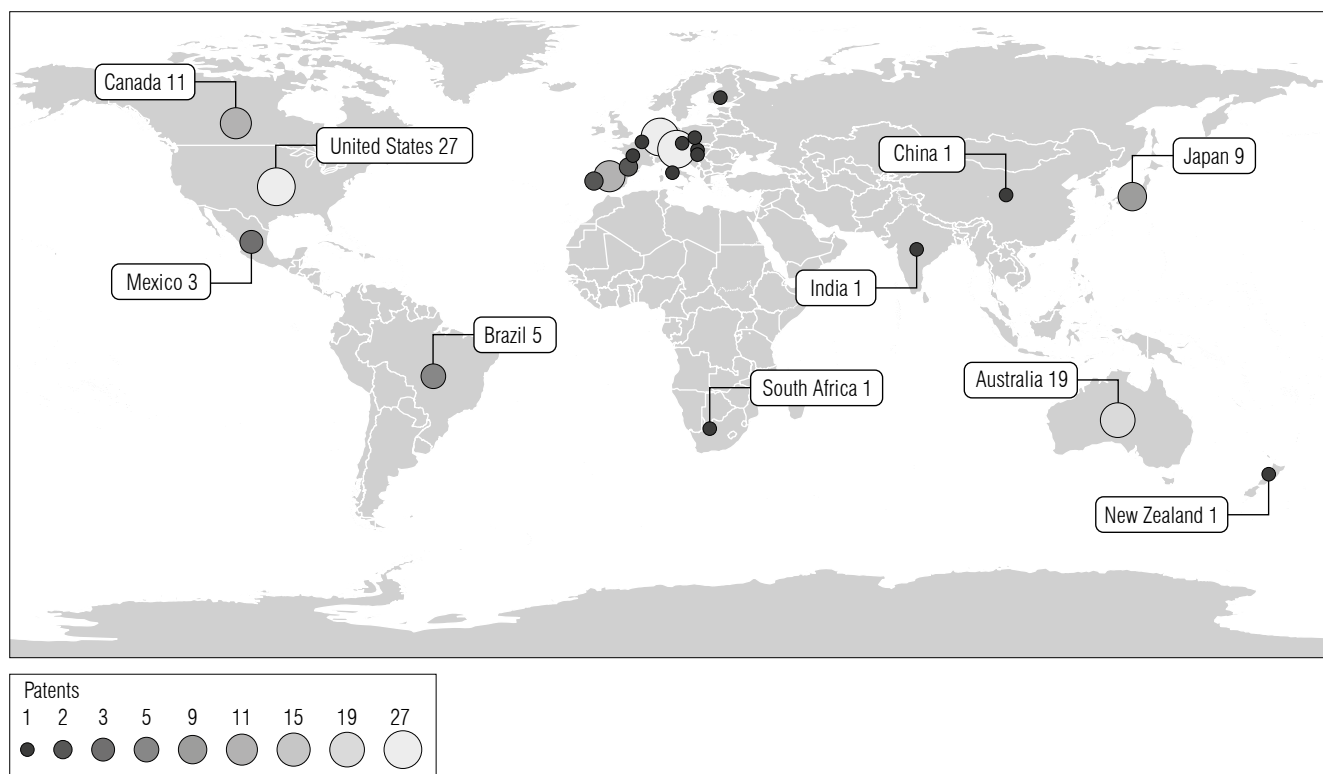 Canada 11
United States 27
China 1
Japan 9
Mexico 3
India 1
Brazil 5
South Africa 1
Australia 19
New Zealand 1
Patents
1 2 3 5 9 11 15 19 27